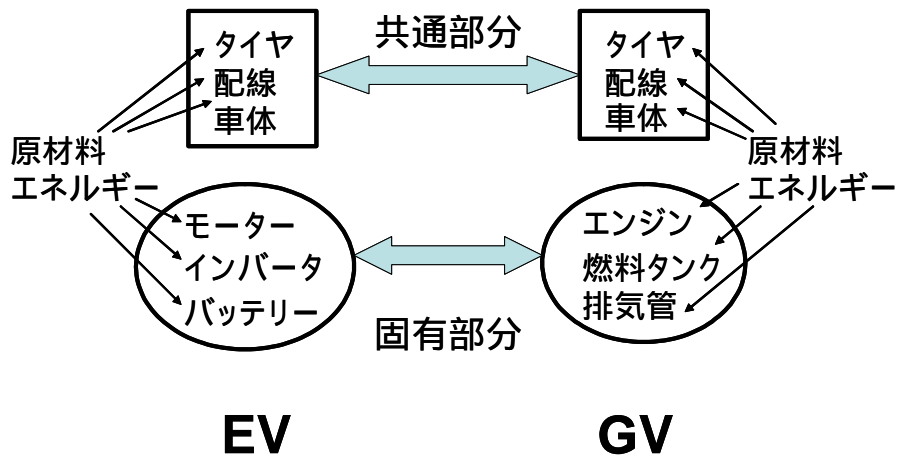 共通部分
タイヤ
配線
車体
タイヤ
配線
車体
原材料
エネルギー
原材料
エネルギー
モーター
インバータ
バッテリー
エンジン
燃料タンク
排気管
固有部分
EV
GV